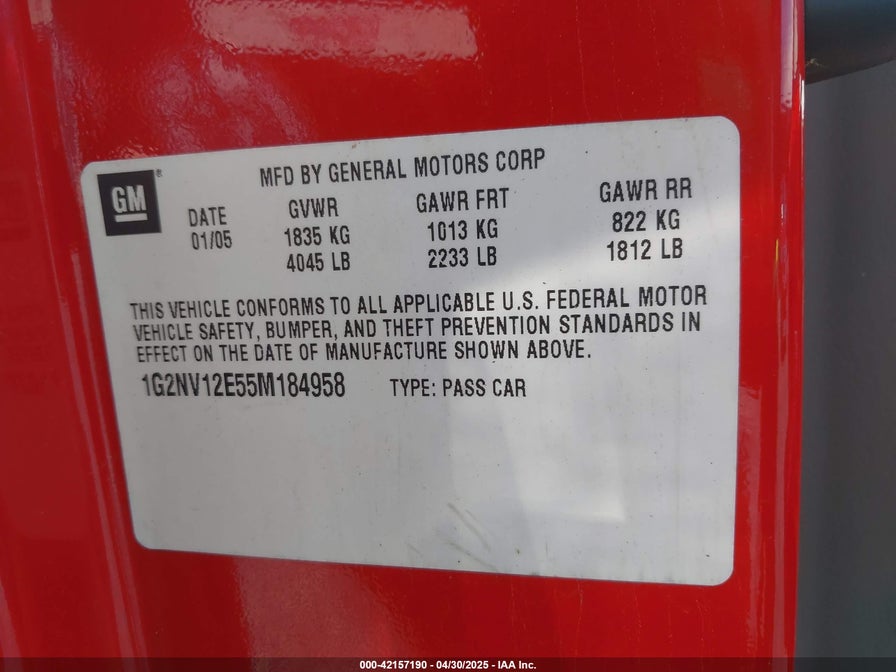 MFD BY GENERAL MOTORS CORP
GM®
DATE GVWR GAWR FRT GAWR RR
01/05 1835 KG 1013 KG 822 KG
4045 LB 2233 LB 1812 LB
THIS VEHICLE CONFORMS TO ALL APPLICABLE U.S. FEDERAL MOTOR
VEHICLE SAFETY, BUMPER, AND THEFT PREVENTION STANDARDS IN
EFFECT ON THE DATE OF MANUFACTURE SHOWN ABOVE.
1G2NV12E55M184958 TYPE: PASS CAR
000-42157190 - 04/30/2025 - IAA Inc.